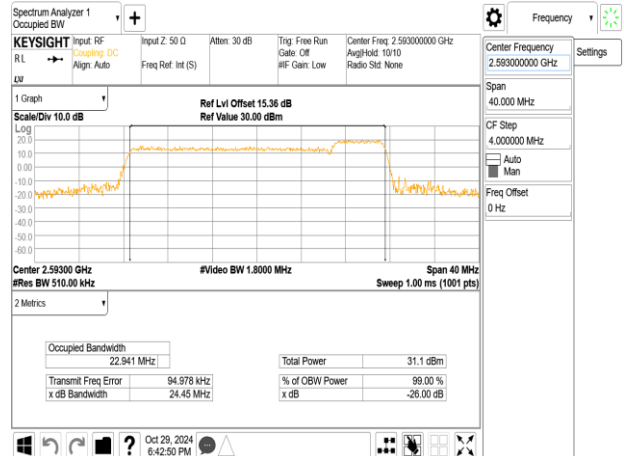 Spectrum Analyzer 1
Occupied BW
Frequency
KEYSIGHT
Input: RF
Input Z: 50 Ω
Atten: 30 dB
Trig: Free Run
Center Freq: 2.593000000 GHz
RL
Coupling: DC
Gate: Off
Avg|Hold: 10/10
Align: Auto
Freq Ref: Int (S)
#IF Gain: Low
Radio Std: None
LXI
Center Frequency
2.593000000 GHz
Settings
Span
40.000 MHz
CF Step
4.000000 MHz
Auto
Man
Freq Offset
0 Hz
1 Graph
Ref Lvl Offset 15.36 dB
Scale/Div 10.0 dB
Ref Value 30.00 dBm
Log
20.0
10.0
0.00
-10.0
-20.0
-30.0
-40.0
-50.0
-60.0
Center 2.59300 GHz
#Video BW 1.8000 MHz
Span 40 MHz
#Res BW 510.00 kHz
Sweep 1.00 ms (1001 pts)
2 Metrics
Occupied Bandwidth
22.941 MHz
Total Power
31.1 dBm
Transmit Freq Error
94.978 kHz
% of OBW Power
99.00 %
x dB Bandwidth
24.45 MHz
x dB
-26.00 dB
Oct 29, 2024
6:42:50 PM